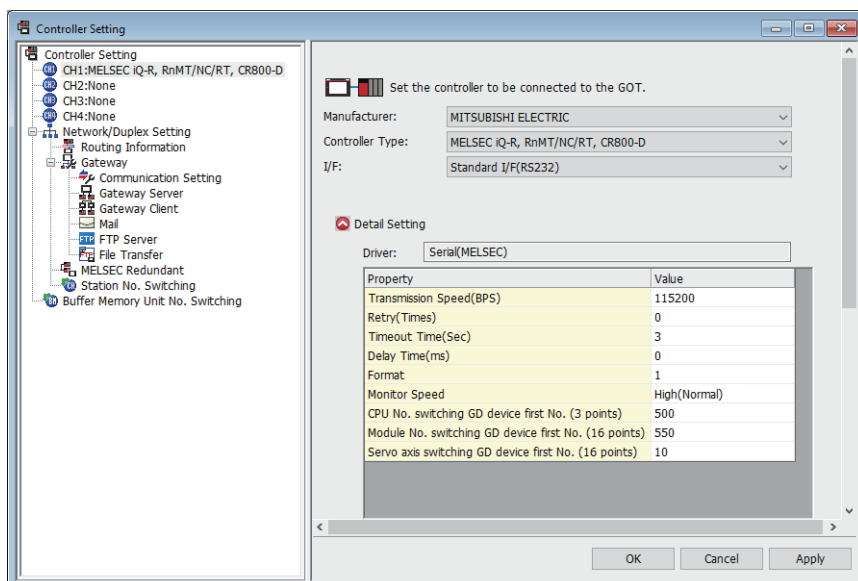 Controller Setting
Controller Setting
CH1:MELSEC iQ-R, RnMT/NC/RT, CR800-D
CH2:None
CH3:None
CH4:None
Network/Duplex Setting
Routing Information
Gateway
Communication Setting
Gateway Server
Gateway Client
Mail
FTP Server
File Transfer
MELSEC Redundant
Station No. Switching
Buffer Memory Unit No. Switching
Set the controller to be connected to the GOT.
Manufacturer: MITSUBISHI ELECTRIC
Controller Type: MELSEC iQ-R, RnMT/NC/RT, CR800-D
I/F: Standard I/F(RS232)
Detail Setting
Driver: Serial(MELSEC)
Property Value
Transmission Speed(BPS) 115200
Retry(Times) 0
Timeout Time(Sec) 3
Delay Time(ms) 0
Format 1
Monitor Speed High(Normal)
CPU No. switching GD device first No. (3 points) 500
Module No. switching GD device first No. (16 points) 550
Servo axis switching GD device first No. (16 points) 10
OK Cancel Apply